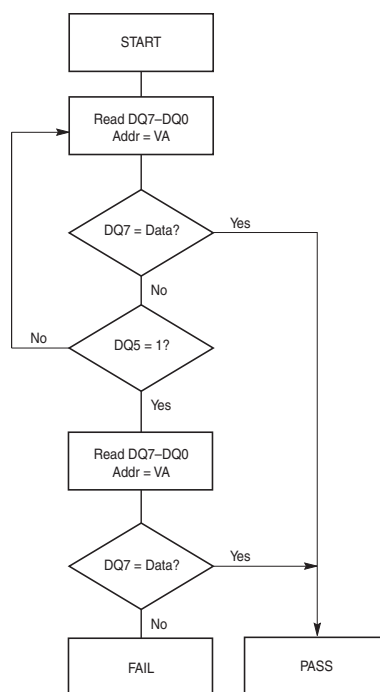 START
Read DQ7–DQ0
Addr = VA
DQ7 = Data?
Yes
No
No
DQ5 = 1?
Yes
Read DQ7–DQ0
Addr = VA
DQ7 = Data?
Yes
No
FAIL
PASS